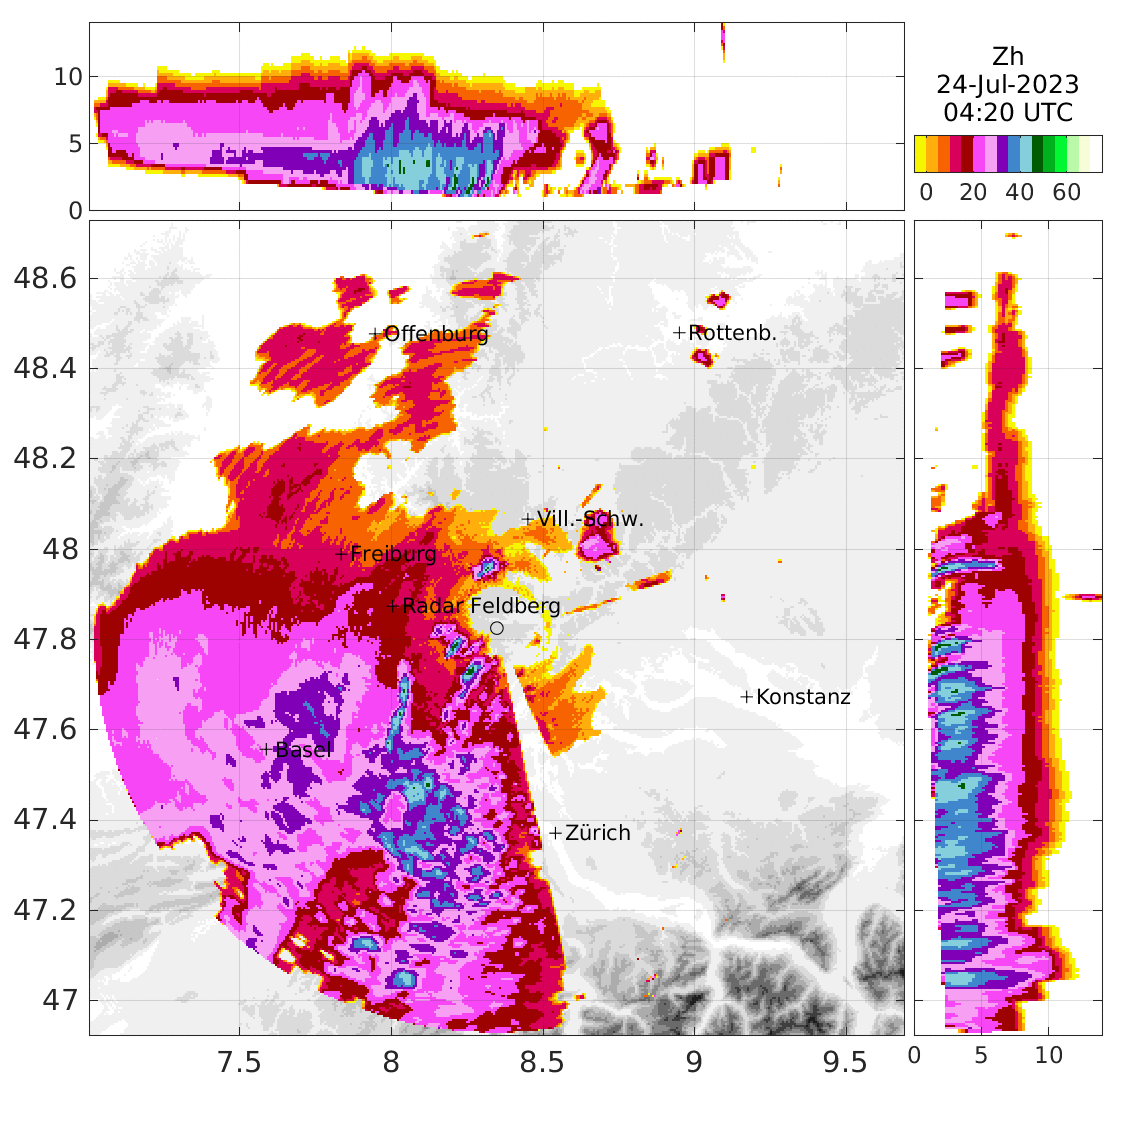 10
5
0
Zh
24-Jul-2023
04:20 UTC
0 20 40 60
48.6
48.4
48.2
48
47.8
47.6
47.4
47.2
47
Offenburg
Rottenb.
Vill.-Schw.
Freiburg
Radar Feldberg
Konstanz
Basel
Zürich
7.5 8 8.5 9 9.5
0 5 10